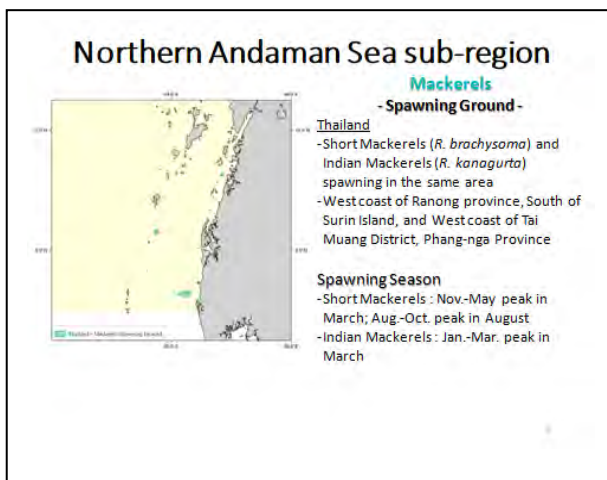 Northern Andaman Sea sub-region
Mackerels
- Spawning Ground -
Thailand
-Short Mackerels (R. brachysoma) and
Indian Mackerels (R. kanagurta)
spawning in the same area
-West coast of Ranong province, South of
Surin Island, and West coast of Tai
Muang District, Phang-nga Province
Spawning Season
-Short Mackerels : Nov.-May peak in
March; Aug.-Oct. peak in August
-Indian Mackerels : Jan.-Mar. peak in
March